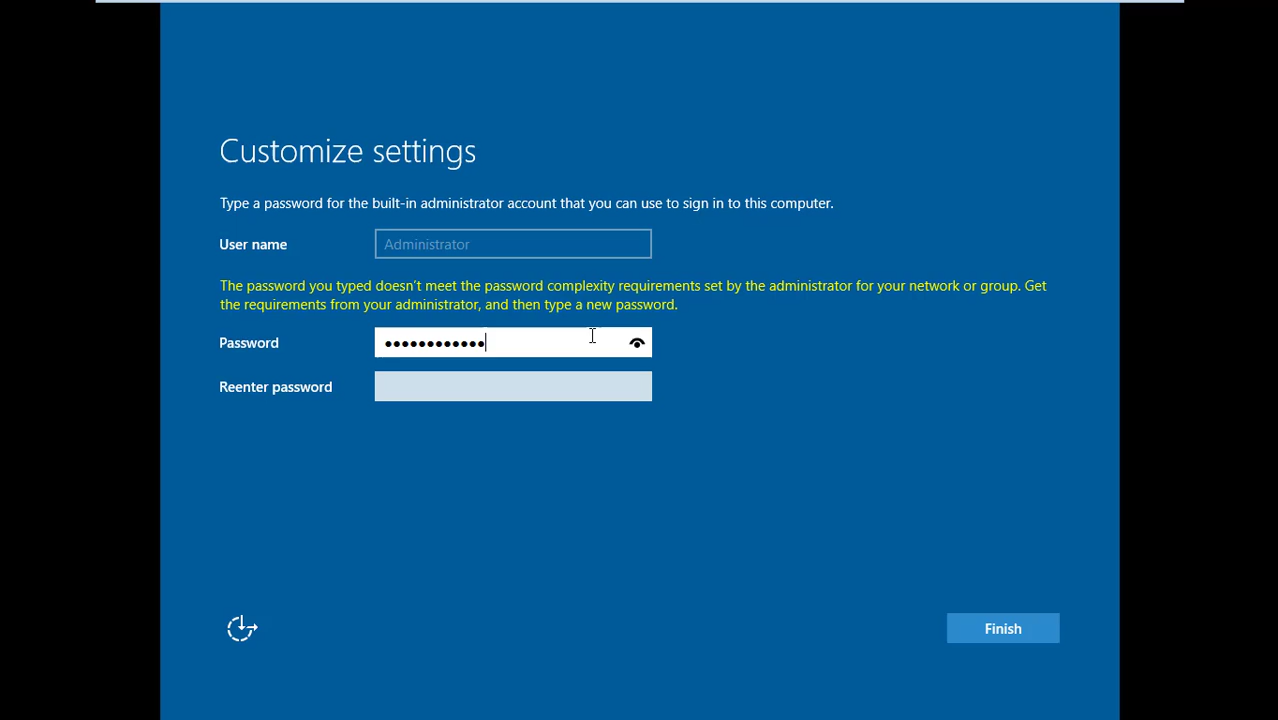 Customize settings
Type a password for the built-in administrator account that you can use to sign in to this computer.
User name
Administrator
The password you typed doesn't meet the password complexity requirements set by the administrator for your network or group. Get
the requirements from your administrator, and then type a new password.
Password
••••••••••••
Reenter password
Finish